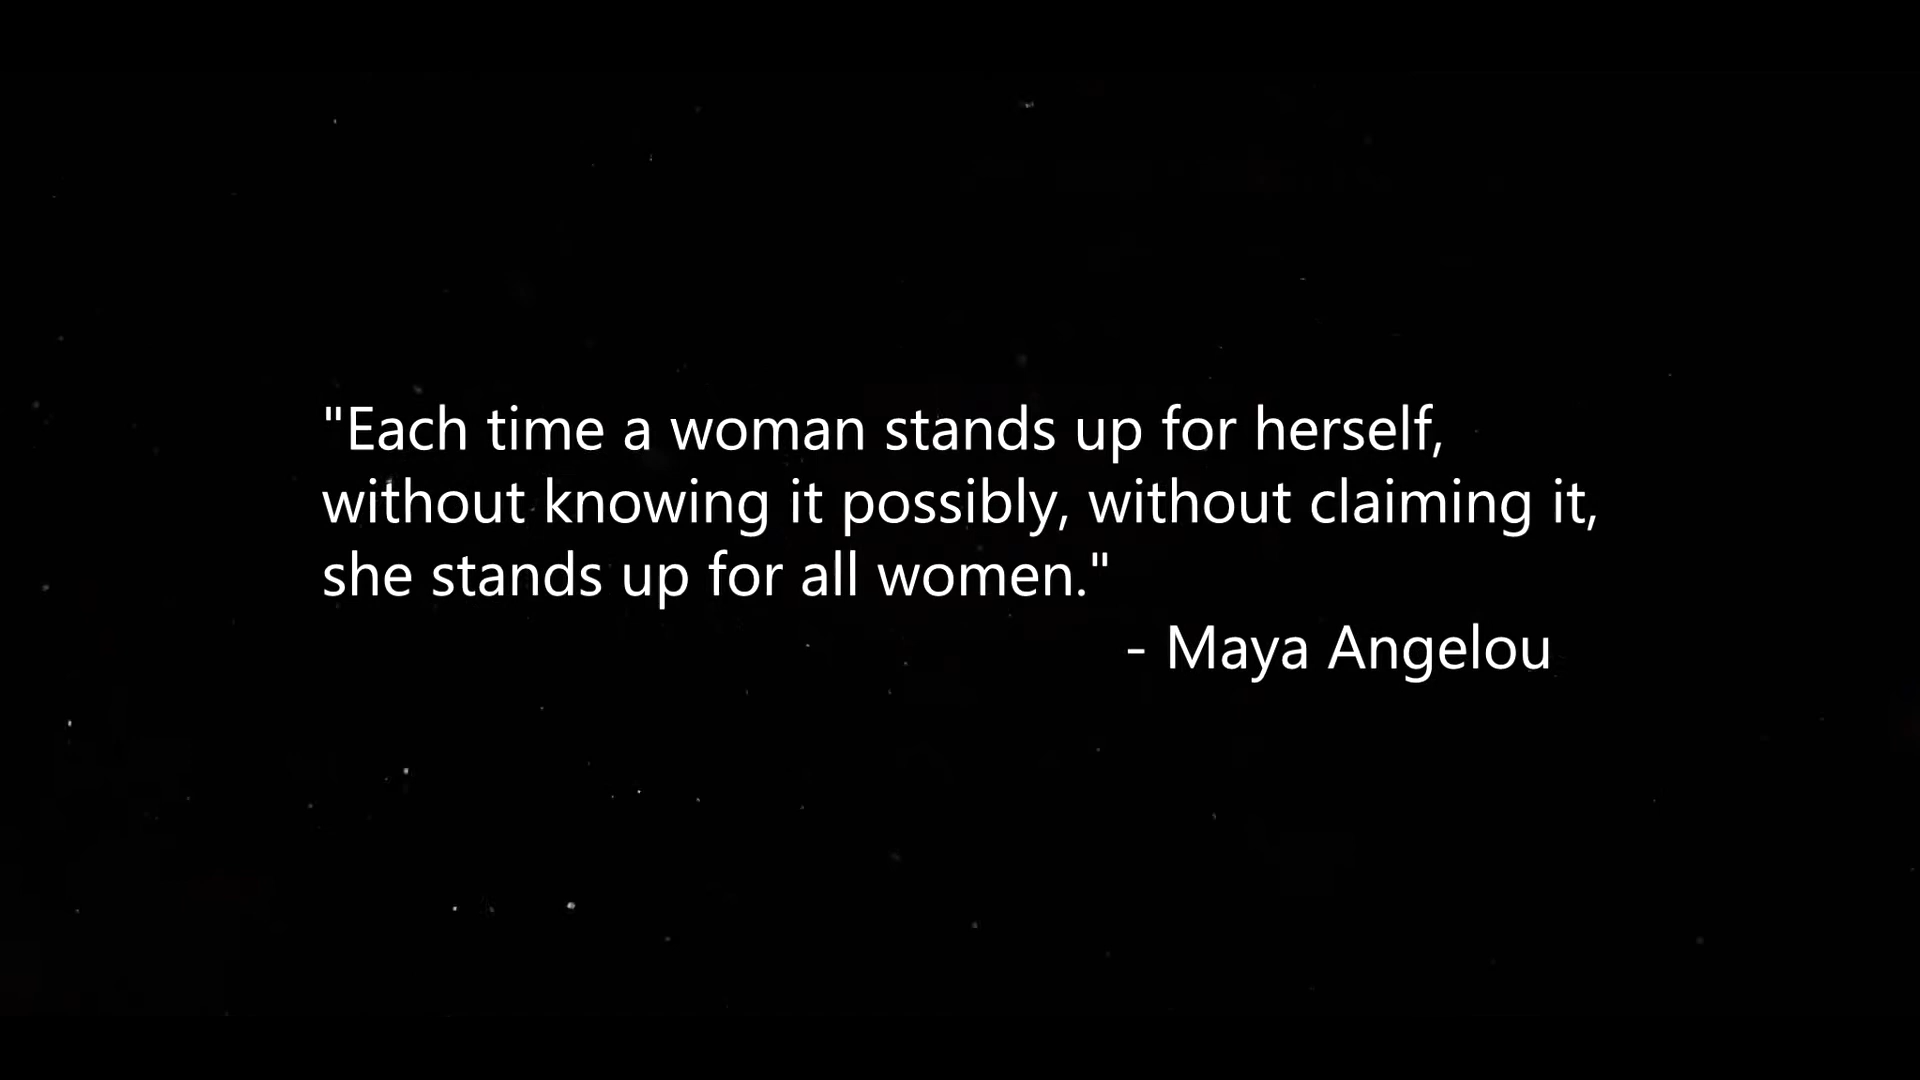 "Each time a woman stands up for herself,
without knowing it possibly, without claiming it,
she stands up for all women."
- Maya Angelou